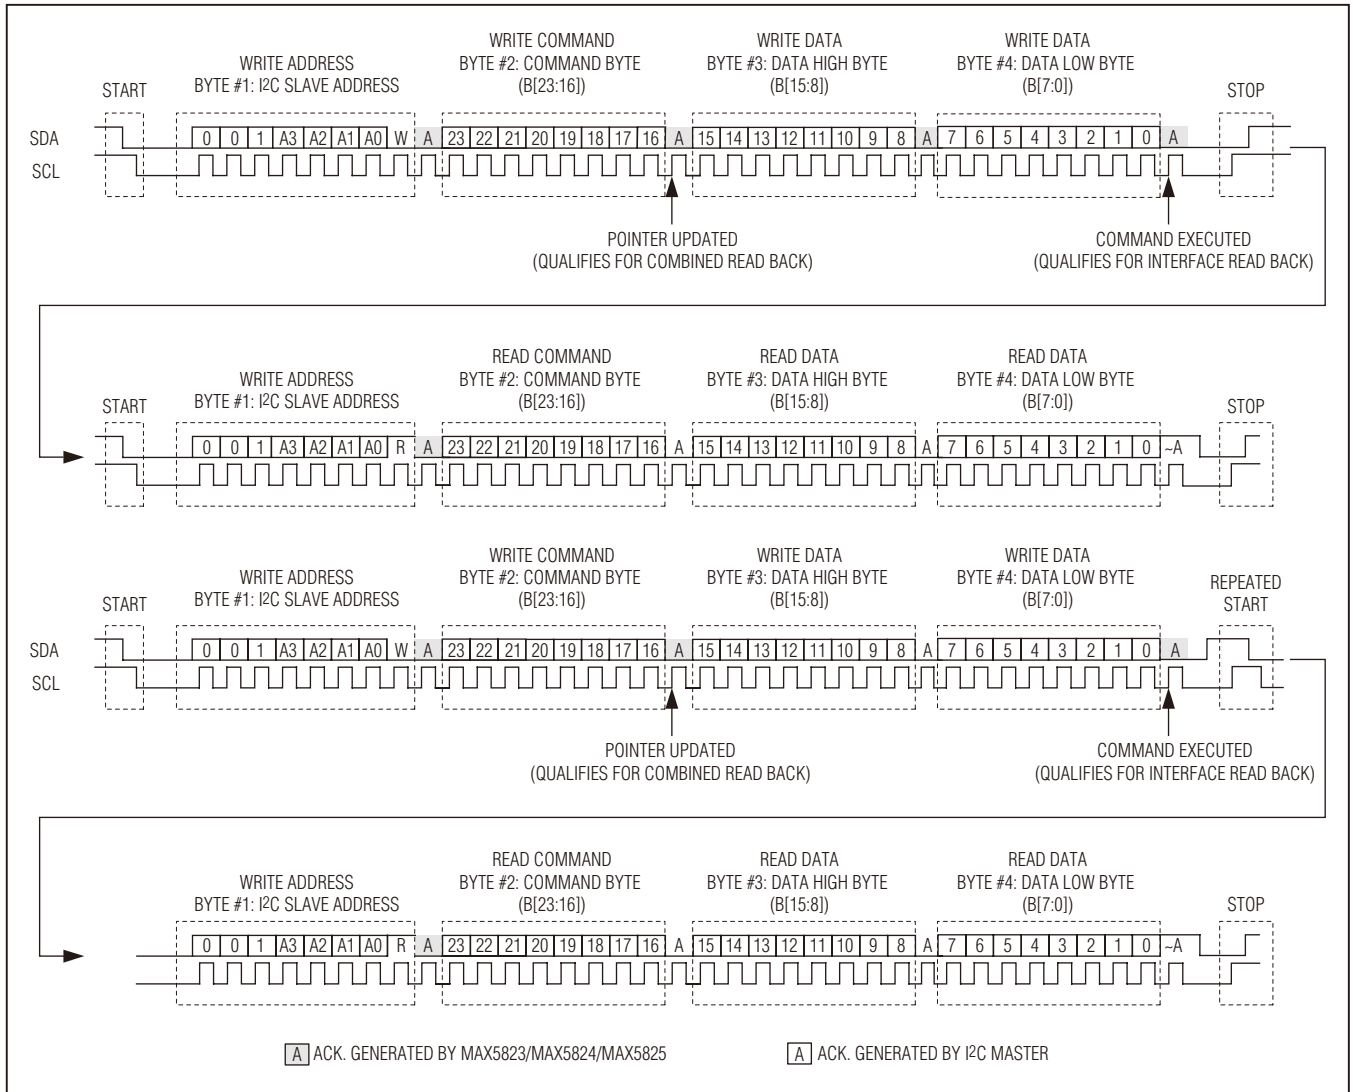 WRITE COMMAND WRITE DATA WRITE DATA
WRITE ADDRESS BYTE #2: COMMAND BYTE BYTE #3: DATA HIGH BYTE BYTE #4: DATA LOW BYTE
START BYTE #1: I2C SLAVE ADDRESS (B[23:16]) (B[15:8]) (B[7:0]) STOP
SDA 0 0 1 A3 A2 A1 A0 W A 23 22 21 20 19 18 17 16 A 15 14 13 12 11 10 9 8 A 7 6 5 4 3 2 1 0 A
SCL
POINTER UPDATED COMMAND EXECUTED
(QUALIFIES FOR COMBINED READ BACK) (QUALIFIES FOR INTERFACE READ BACK)
READ COMMAND READ DATA READ DATA
WRITE ADDRESS BYTE #2: COMMAND BYTE BYTE #3: DATA HIGH BYTE BYTE #4: DATA LOW BYTE
START BYTE #1: I2C SLAVE ADDRESS (B[23:16]) (B[15:8]) (B[7:0]) STOP
0 0 1 A3 A2 A1 A0 R A 23 22 21 20 19 18 17 16 A 15 14 13 12 11 10 9 8 A 7 6 5 4 3 2 1 0 ~A
WRITE COMMAND WRITE DATA WRITE DATA
WRITE ADDRESS BYTE #2: COMMAND BYTE BYTE #3: DATA HIGH BYTE BYTE #4: DATA LOW BYTE REPEATED
START BYTE #1: I2C SLAVE ADDRESS (B[23:16]) (B[15:8]) (B[7:0]) START
SDA 0 0 1 A3 A2 A1 A0 W A 23 22 21 20 19 18 17 16 A 15 14 13 12 11 10 9 8 A 7 6 5 4 3 2 1 0 A
SCL
POINTER UPDATED COMMAND EXECUTED
(QUALIFIES FOR COMBINED READ BACK) (QUALIFIES FOR INTERFACE READ BACK)
READ COMMAND READ DATA READ DATA
WRITE ADDRESS BYTE #2: COMMAND BYTE BYTE #3: DATA HIGH BYTE BYTE #4: DATA LOW BYTE
BYTE #1: I2C SLAVE ADDRESS (B[23:16]) (B[15:8]) (B[7:0]) STOP
0 0 1 A3 A2 A1 A0 R A 23 22 21 20 19 18 17 16 A 15 14 13 12 11 10 9 8 A 7 6 5 4 3 2 1 0 ~A
A ACK. GENERATED BY MAX5823/MAX5824/MAX5825 A ACK. GENERATED BY I2C MASTER